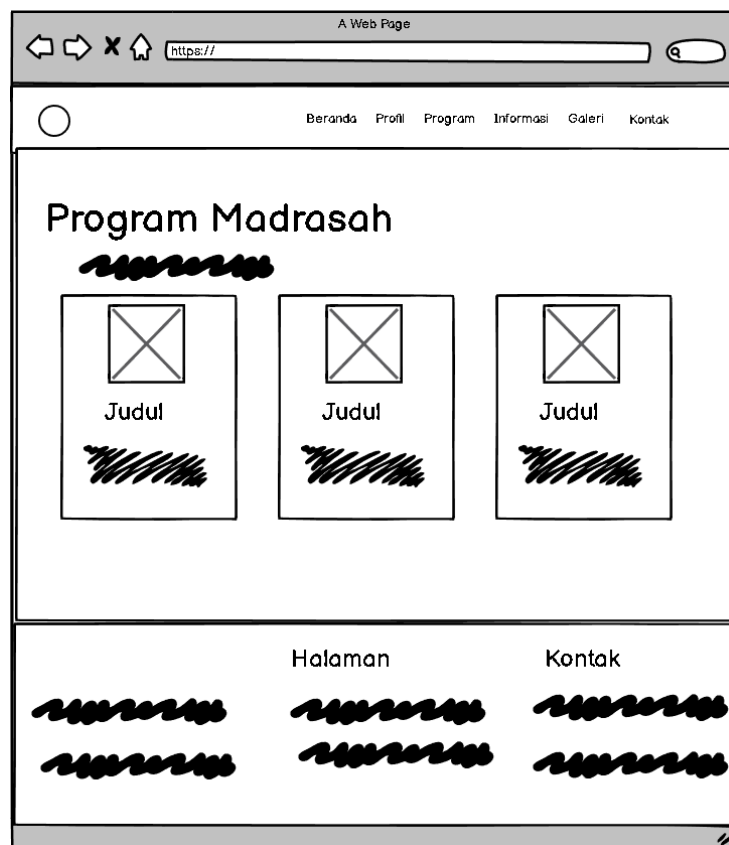 A Web Page
https://
Beranda Profil Program Informasi Galeri Kontak
Program Madrasah
Judul Judul Judul
Halaman Kontak